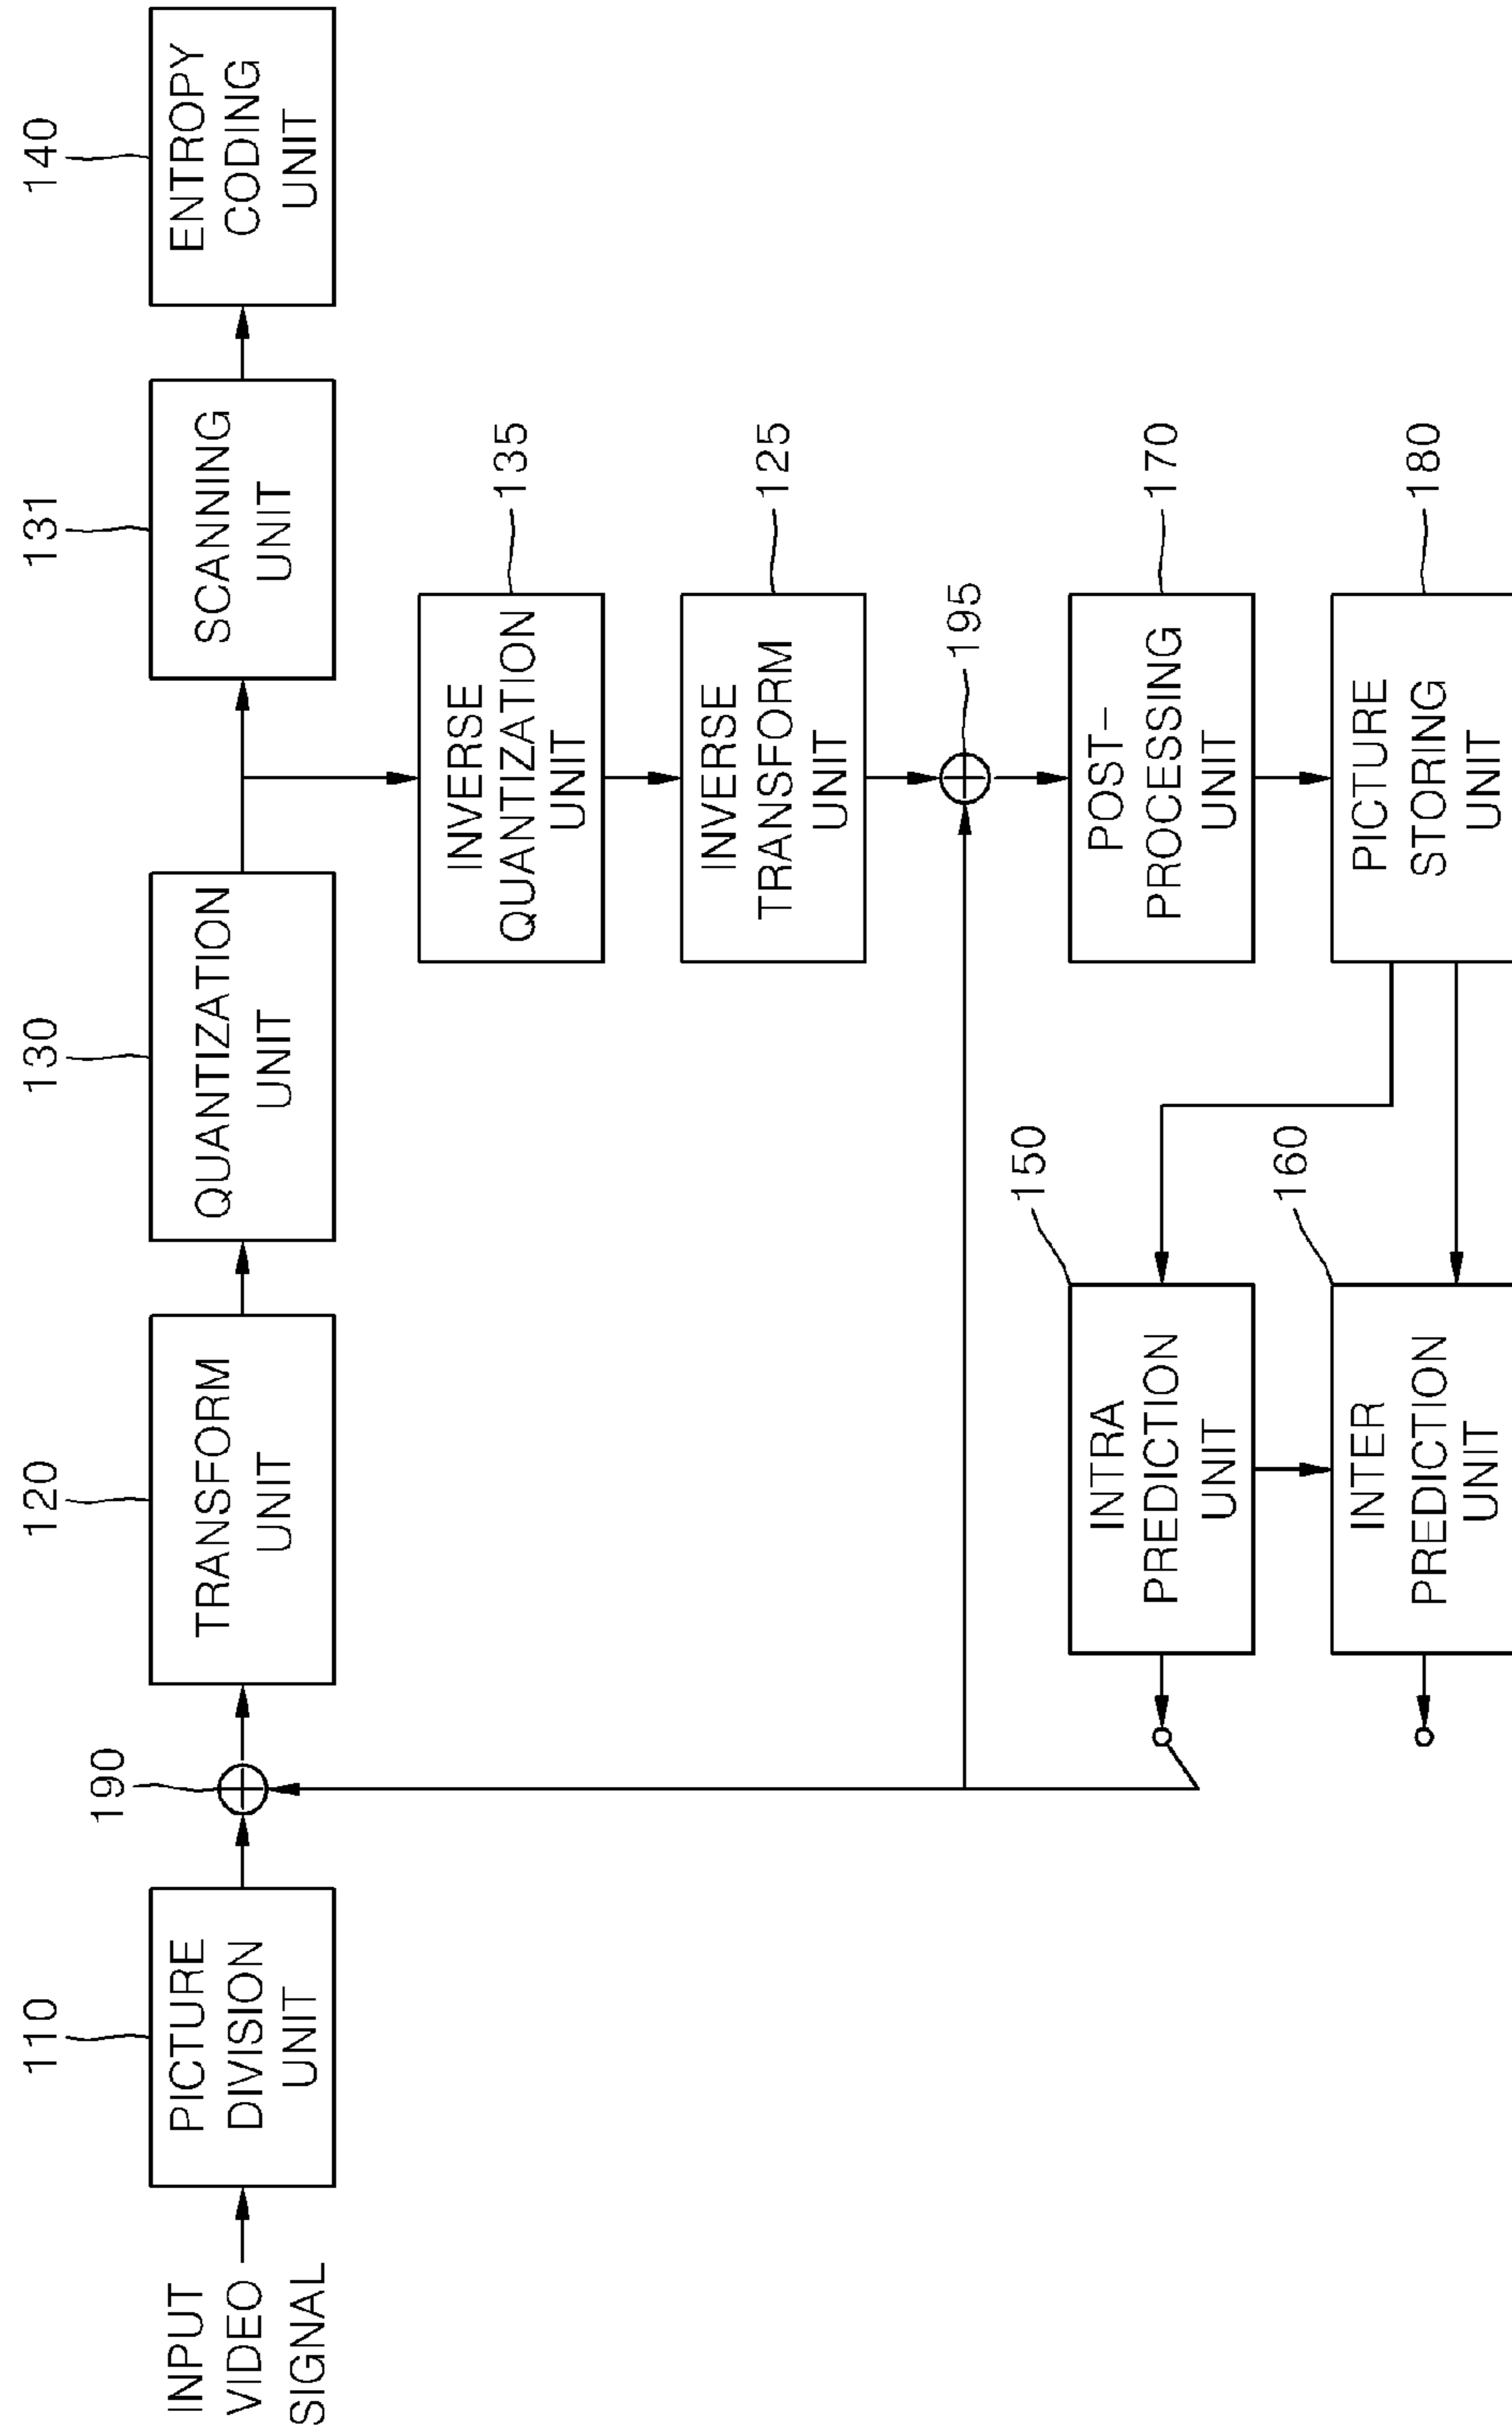 110
120
130
131
140
190
INPUT
VIDEO
SIGNAL
PICTURE
DIVISION
UNIT
TRANSFORM
UNIT
QUANTIZATION
UNIT
SCANNING
UNIT
ENTROPY
CODING
UNIT
INVERSE
QUANTIZATION
UNIT
135
INVERSE
TRANSFORM
UNIT
125
195
150
INTRA
PREDICTION
UNIT
POST-
PROCESSING
UNIT
170
160
INTER
PREDICTION
UNIT
PICTURE
STORING
UNIT
180